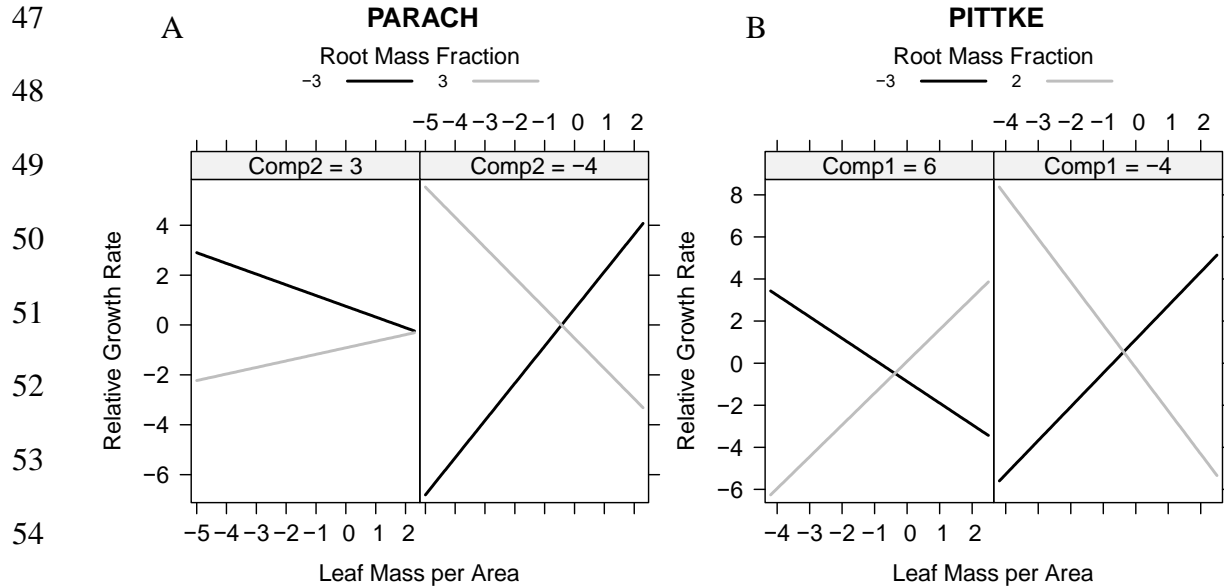 47
48
49
50
51
52
53
54
A
PARACH
Root Mass Fraction
−3 3
−5 −4 −3 −2 −1 0 1 2
Comp2 = 3 Comp2 = −4
Relative Growth Rate
4
2
0
−2
−4
−6
−5 −4 −3 −2 −1 0 1 2
Leaf Mass per Area
B
PITTKE
Root Mass Fraction
−3 2
−4 −3 −2 −1 0 1 2
Comp1 = 6 Comp1 = −4
Relative Growth Rate
8
6
4
2
0
−2
−4
−6
−4 −3 −2 −1 0 1 2
Leaf Mass per Area